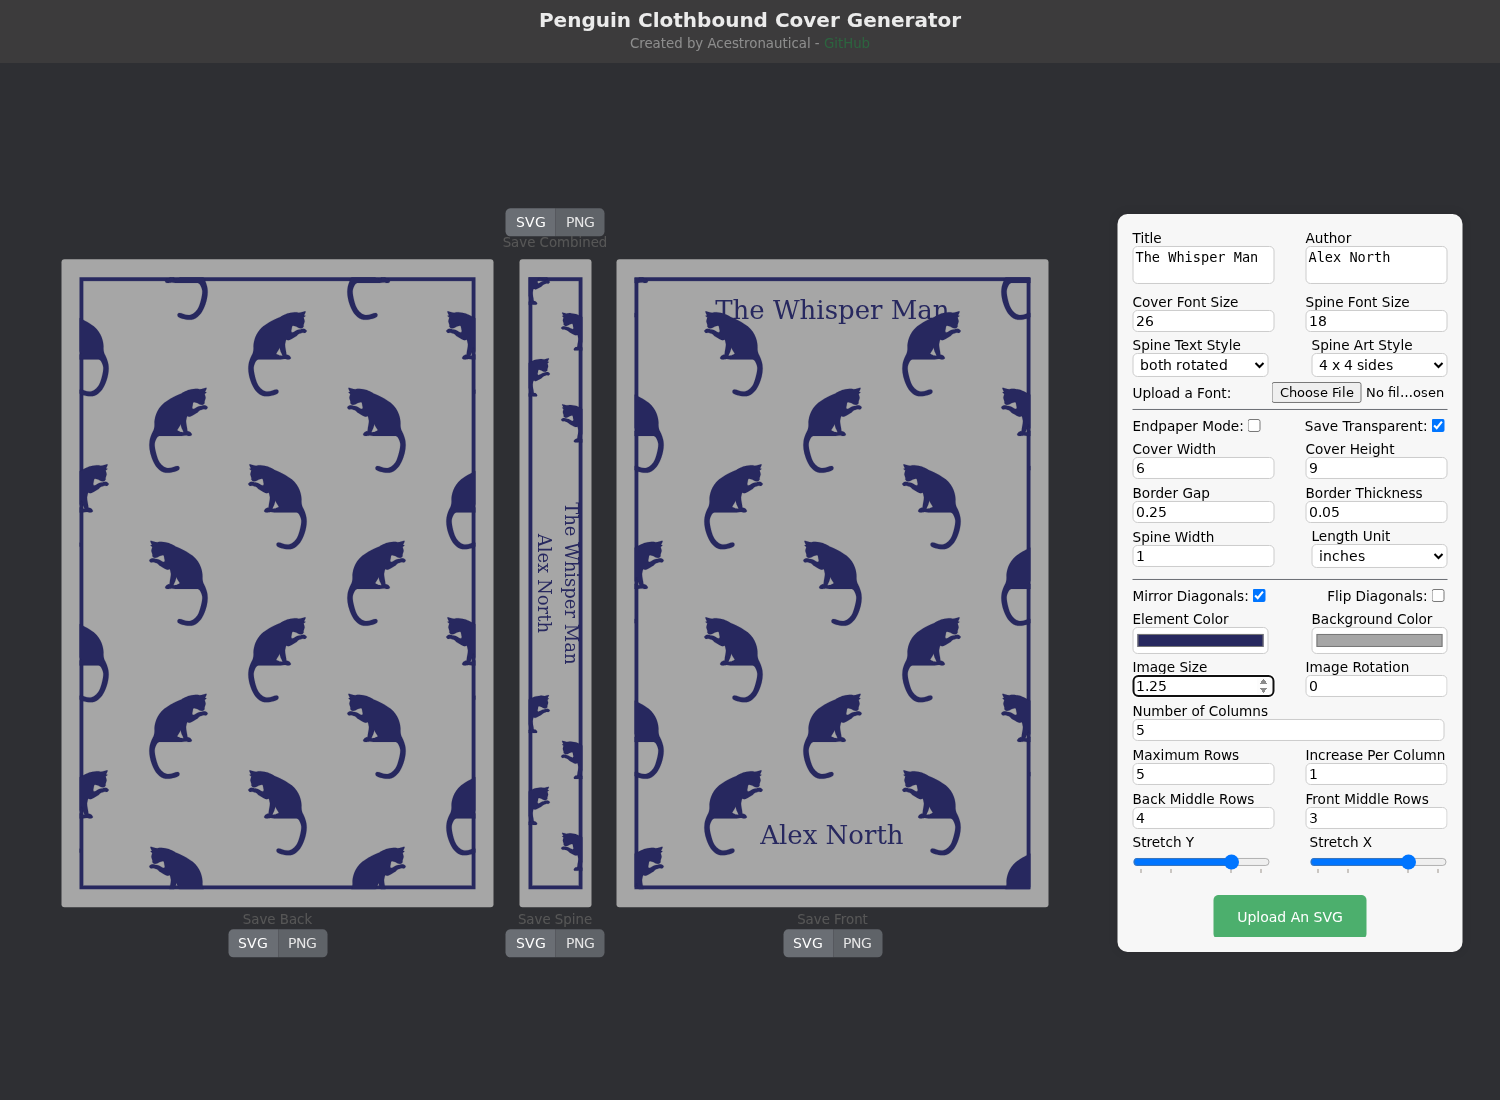 Penguin Clothbound Cover Generator
Created by Acestronautical - GitHub
SVG PNG
Save Combined
The Whisper Man
Alex North
The Whisper Man
Alex North
Save Back
SVG PNG
Save Spine
SVG PNG
Save Front
SVG PNG
Title Author
The Whisper Man Alex North
Cover Font Size Spine Font Size
26 18
Spine Text Style Spine Art Style
both rotated 4 x 4 sides
Upload a Font: Choose File No fil...osen
Endpaper Mode: Save Transparent:
Cover Width Cover Height
6 9
Border Gap Border Thickness
0.25 0.05
Spine Width Length Unit
1 inches
Mirror Diagonals: Flip Diagonals:
Element Color Background Color
Image Size Image Rotation
1.25 0
Number of Columns
5
Maximum Rows Increase Per Column
5 1
Back Middle Rows Front Middle Rows
4 3
Stretch Y Stretch X
Upload An SVG